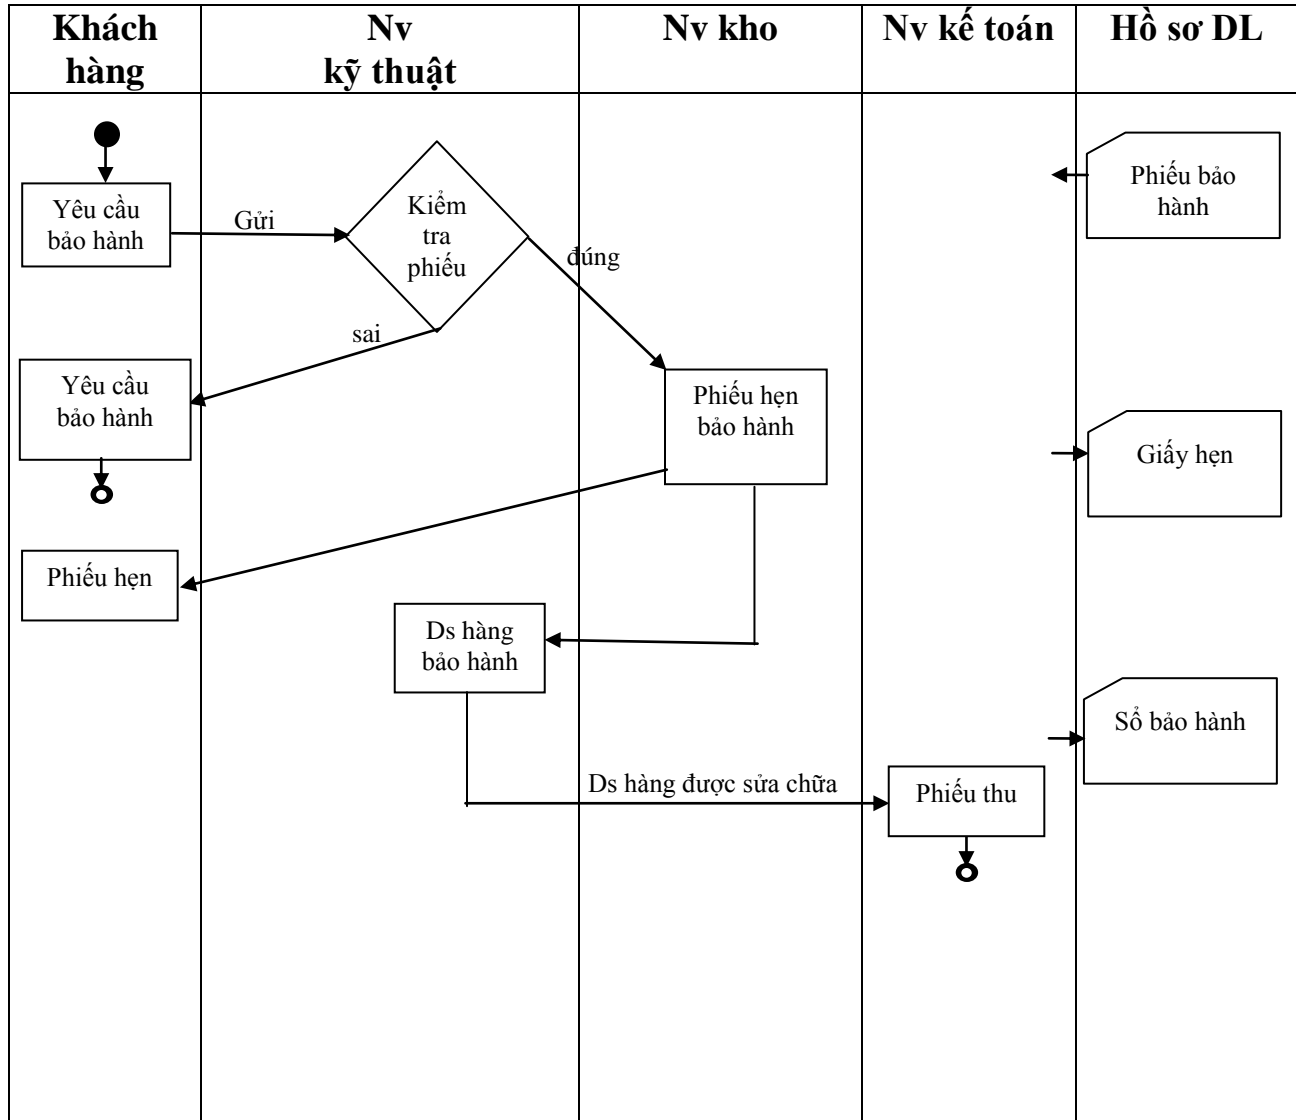 Khách
hàng
Nv
kỹ thuật
Nv kho
Nv kế toán
Hồ sơ DL
Yêu cầu
bảo hành
Gửi
Kiểm
tra
phiếu
đúng
Phiếu bảo
hành
sai
Yêu cầu
bảo hành
Phiếu hẹn
bảo hành
Giấy hẹn
Phiếu hẹn
Ds hàng
bảo hành
Sổ bảo hành
Ds hàng được sửa chữa
Phiếu thu